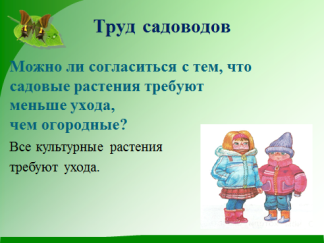 Труд садоводов
Можно ли согласиться с тем, что
садовые растения требуют
меньше ухода,
чем огородные?
Все культурные растения
требуют ухода.